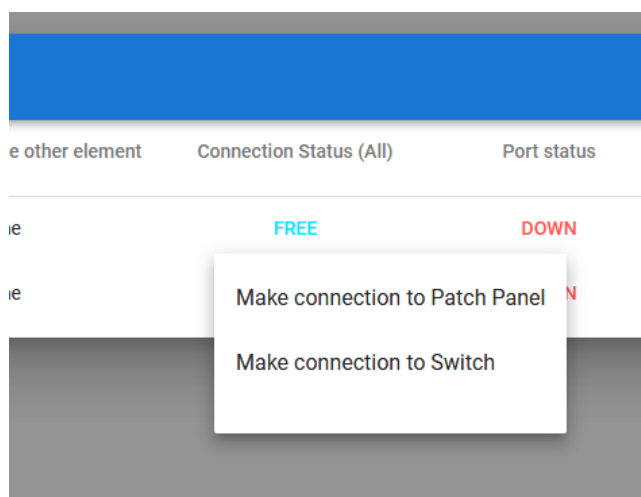 e other element Connection Status (All) Port status
FREE DOWN
Make connection to Patch Panel
Make connection to Switch